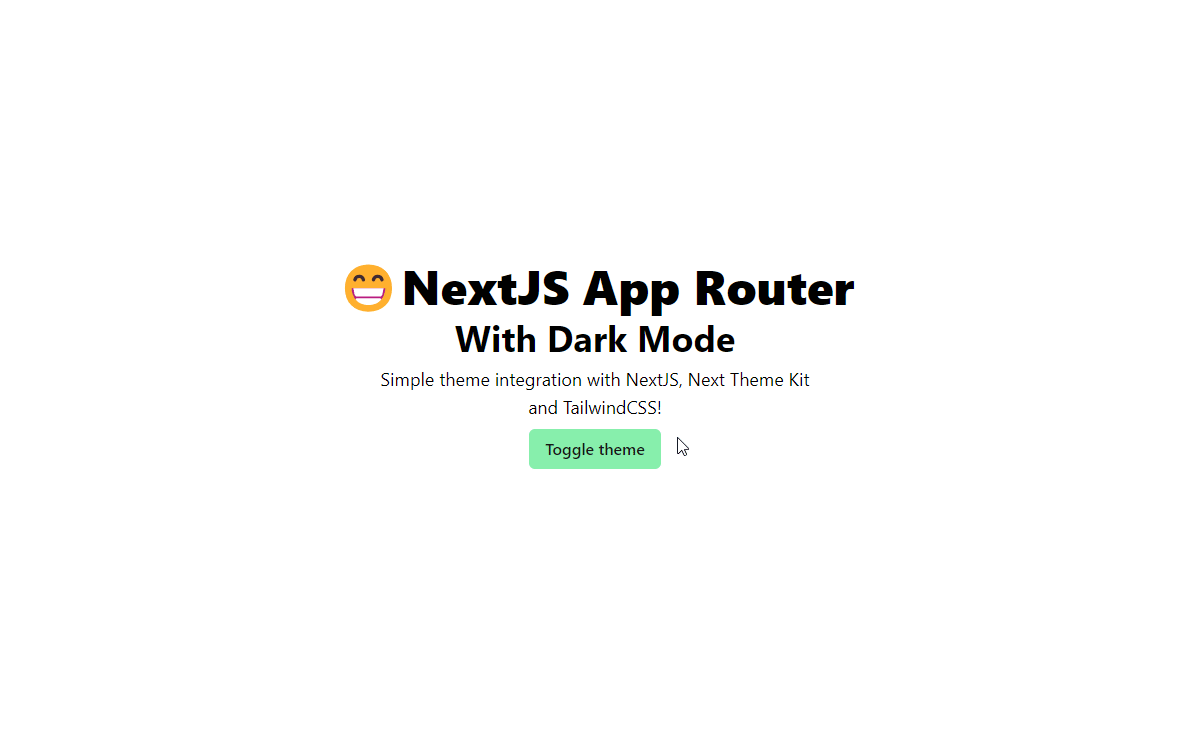 😁 NextJS App Router
With Dark Mode
Simple theme integration with NextJS, Next Theme Kit
and TailwindCSS!
Toggle theme